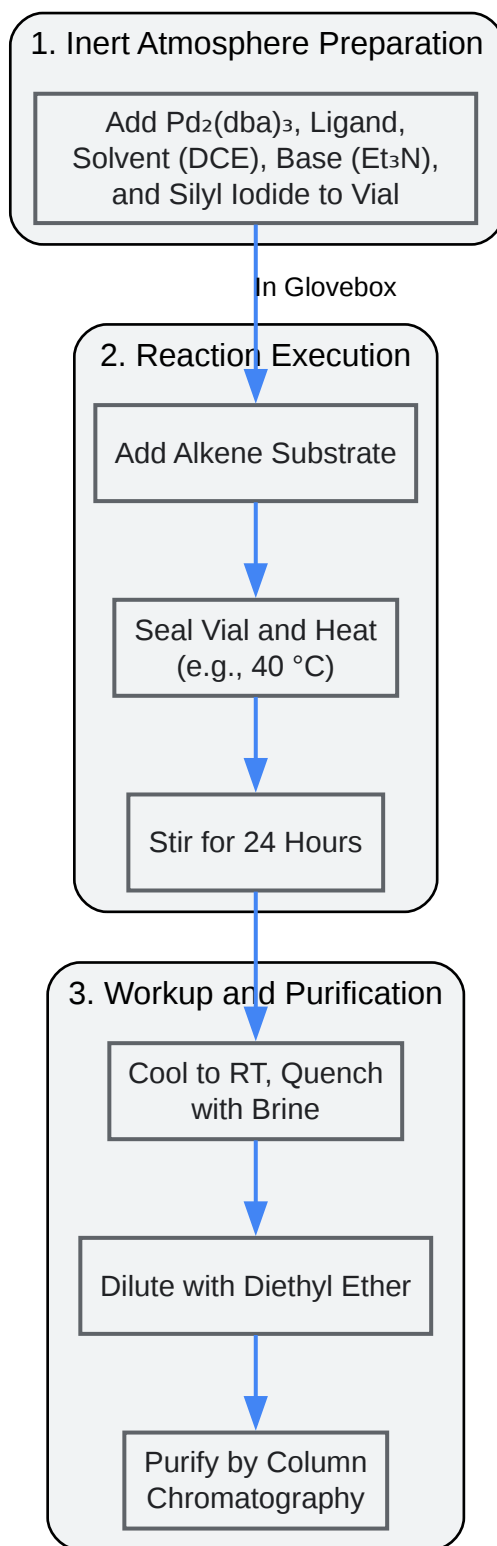 1. Inert Atmosphere Preparation
Add Pd₂(dba)₃, Ligand,
Solvent (DCE), Base (Et₃N),
and Silyl Iodide to Vial
In Glovebox
2. Reaction Execution
Add Alkene Substrate
Seal Vial and Heat
(e.g., 40 °C)
Stir for 24 Hours
3. Workup and Purification
Cool to RT, Quench
with Brine
Dilute with Diethyl Ether
Purify by Column
Chromatography